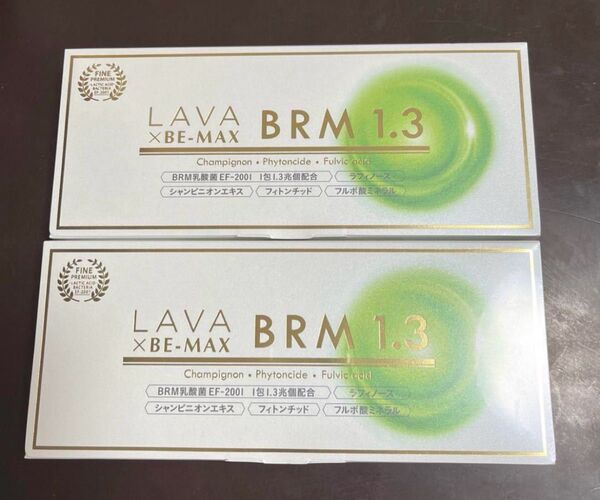 FINE
PREMIUM
LACTIC ACID
BACTERIA
EF-2001
LAVA
×BE-MAX BRM 1.3
Champignon • Phytoncide • Fulvic acid
BRM乳酸菌EF-2001 1包1.3兆個配合 ラフィノース
シャンピニオンエキス フィトンチッド フルボ酸ミネラル
FINE
PREMIUM
LACTIC ACID
BACTERIA
EF-2001
LAVA
×BE-MAX BRM 1.3
Champignon • Phytoncide • Fulvic acid
BRM乳酸菌EF-2001 1包1.3兆個配合 ラフィノース
シャンピニオンエキス フィトンチッド フルボ酸ミネラル